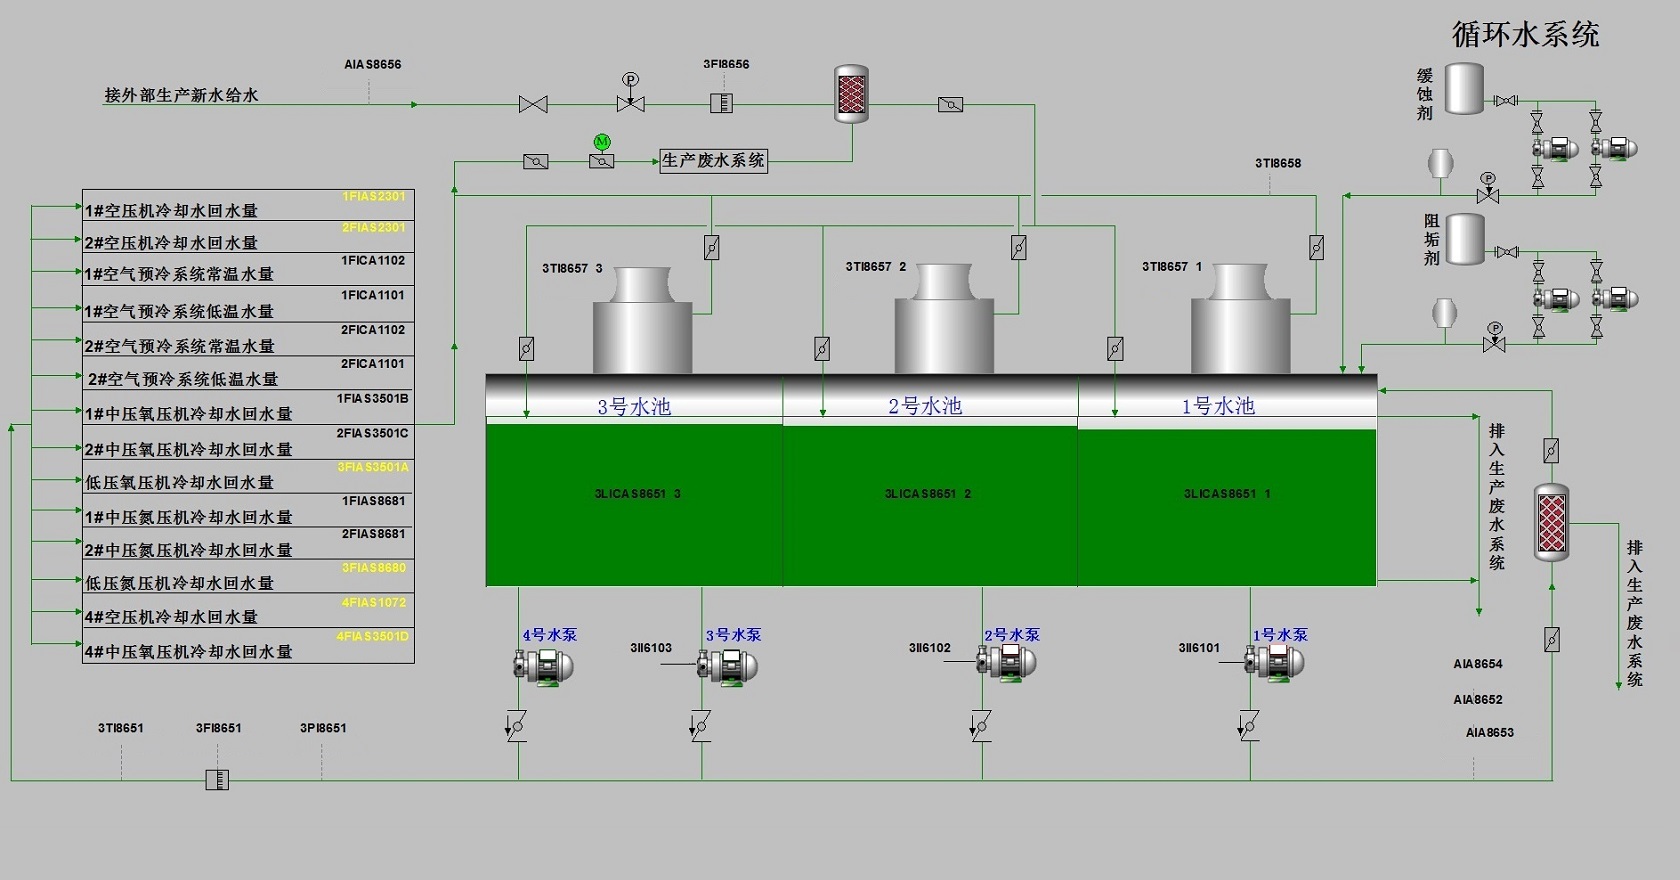 循环水系统
AIAS8656
3FI8656
接外部生产新水给水
P
M
生产废水系统
3TI8658
缓蚀剂
P
阻垢剂
P
1FIAS2301
1#空压机冷却水回水量
2FIAS2301
2#空压机冷却水回水量
1FICA1102
1#空气预冷系统常温水量
1FICA1101
1#空气预冷系统低温水量
2FICA1102
2#空气预冷系统常温水量
2FICA1101
2#空气预冷系统低温水量
1FIAS3501B
1#中压氧压机冷却水回水量
2FIAS3501C
2#中压氧压机冷却水回水量
3FIAS3501A
低压氧压机冷却水回水量
1FIAS8681
1#中压氮压机冷却水回水量
2FIAS8681
2#中压氮压机冷却水回水量
3FIAS8680
低压氮压机冷却水回水量
4FIAS1072
4#空压机冷却水回水量
4FIAS3501D
4#中压氧压机冷却水回水量
3TI8657_3
3TI8657_2
3TI8657_1
3号水池
2号水池
1号水池
3LICAS8651_3
3LICAS8651_2
3LICAS8651_1
排入生产废水系统
排入生产废水系统
4号水泵
3号水泵
2号水泵
1号水泵
3II6103
3II6102
3II6101
AIA8654
AIA8652
AIA8653
3TI8651
3FI8651
3PI8651